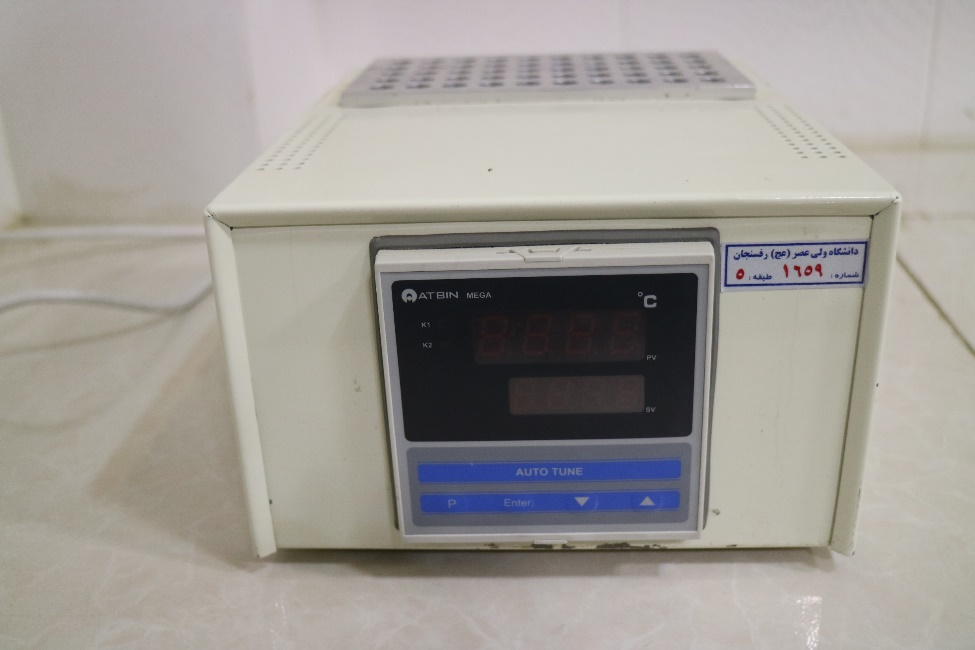 دانشگاه ولی عصر (عج) رفسنجان
شماره: ۱۶۵۹ طبقه: ۵
ATBIN MEGA
°C
K1
K2
PV
SV
AUTO TUNE
P Enter ▼ ▲